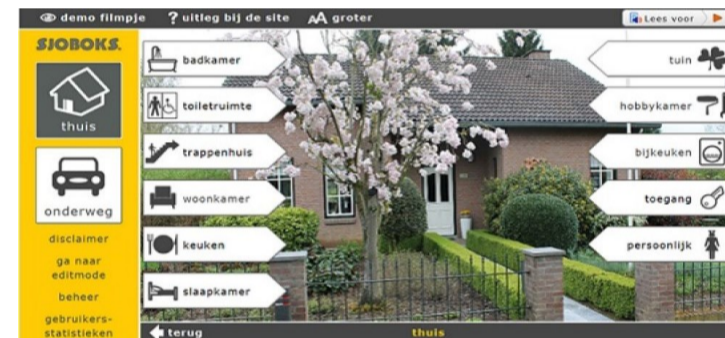 demo filmpje
? uitleg bij de site
AA groter
Lees voor
SJOBOKS.
thuis
onderweg
disclaimer
ga naar
editmode
beheer
gebruikers-
statistieken
badkamer
toiletruimte
trappenhuis
woonkamer
keuken
slaapkamer
tuin
hobbykamer
bijkeuken
toegang
persoonlijk
terug
thuis